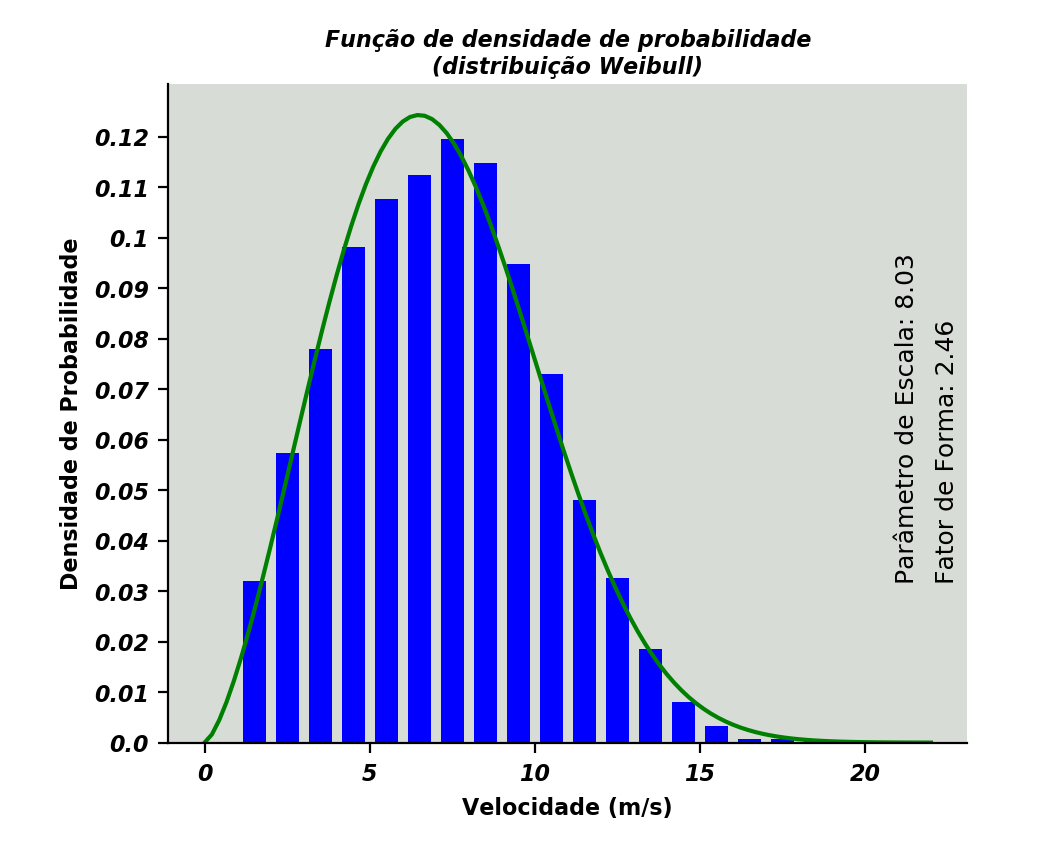 Função de densidade de probabilidade
(distribuição Weibull)
Densidade de Probabilidade
0.12
0.11
0.1
0.09
0.08
0.07
0.06
0.05
0.04
0.03
0.02
0.01
0.0
Parâmetro de Escala: 8.03
Fator de Forma: 2.46
0 5 10 15 20
Velocidade (m/s)